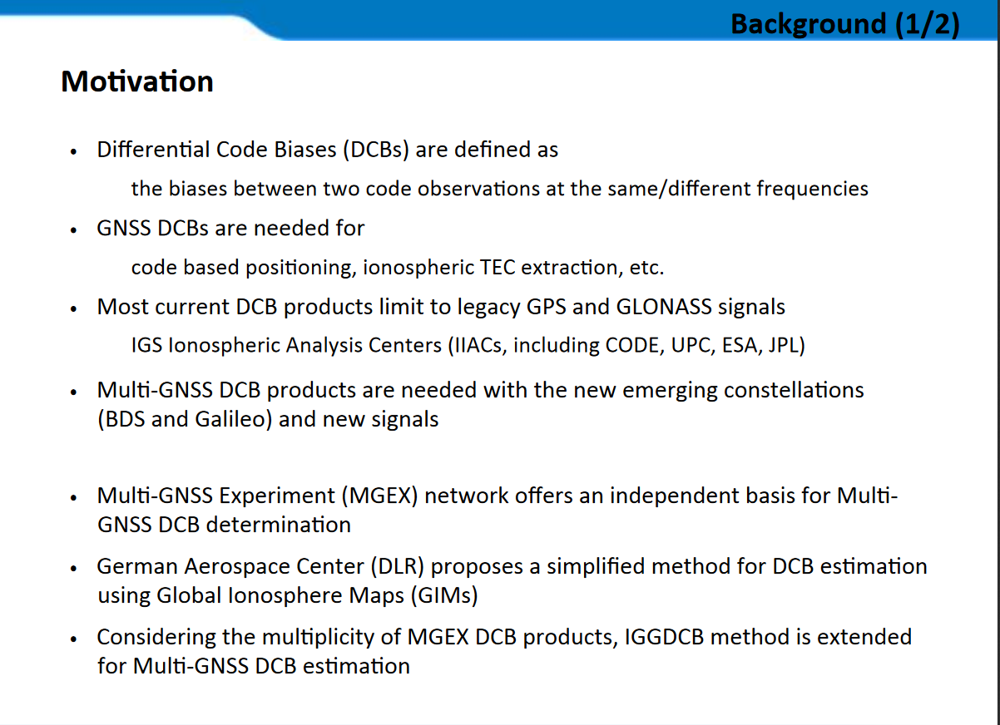 Background (1/2)
Motivation
• Differential Code Biases (DCBs) are defined as
the biases between two code observations at the same/different frequencies
• GNSS DCBs are needed for
code based positioning, ionospheric TEC extraction, etc.
• Most current DCB products limit to legacy GPS and GLONASS signals
IGS Ionospheric Analysis Centers (IIACs, including CODE, UPC, ESA, JPL)
• Multi-GNSS DCB products are needed with the new emerging constellations
(BDS and Galileo) and new signals
• Multi-GNSS Experiment (MGEX) network offers an independent basis for Multi-
GNSS DCB determination
• German Aerospace Center (DLR) proposes a simplified method for DCB estimation
using Global Ionosphere Maps (GIMs)
• Considering the multiplicity of MGEX DCB products, IGGDCB method is extended
for Multi-GNSS DCB estimation